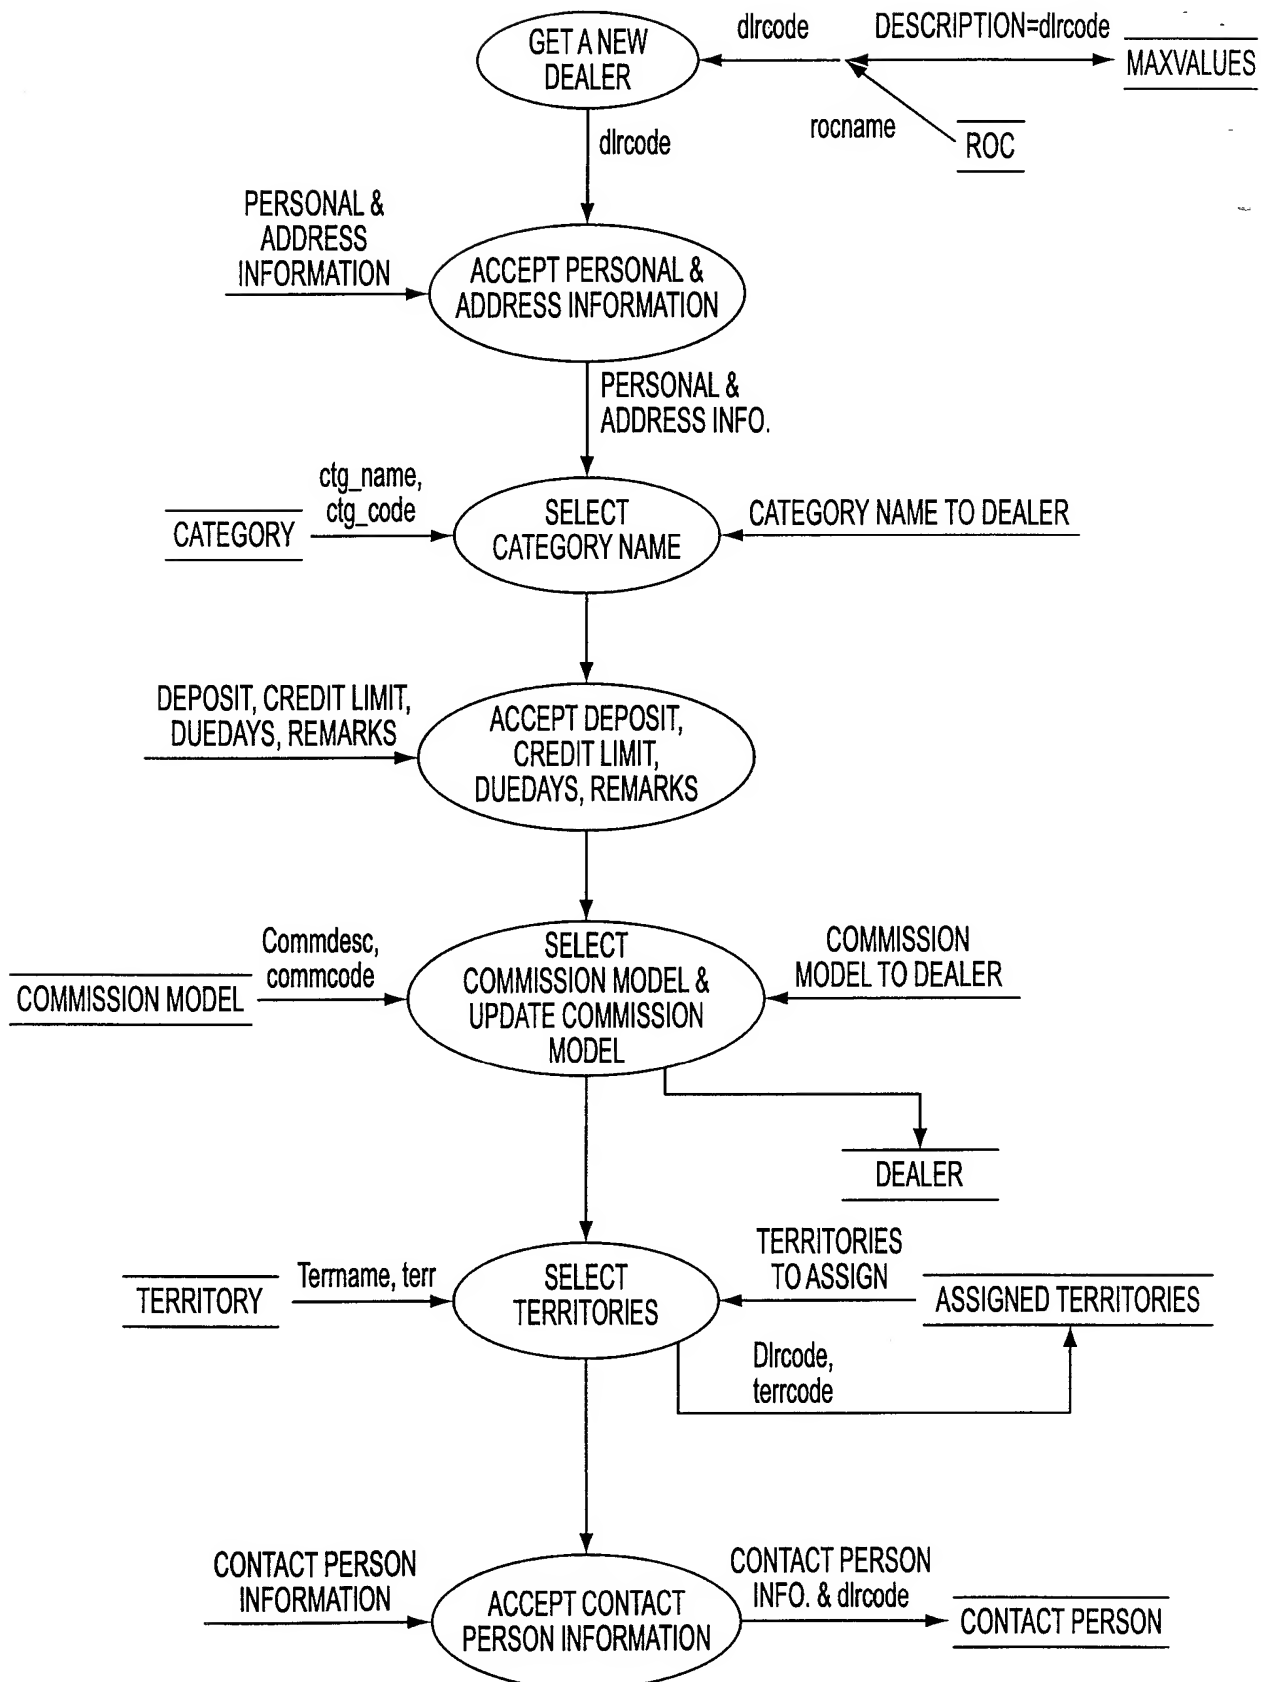 GET A NEW
DEALER
dlrcode
DESCRIPTION=dlrcode
MAXVALUES
rocname
ROC
dlrcode
PERSONAL &
ADDRESS
INFORMATION
ACCEPT PERSONAL &
ADDRESS INFORMATION
PERSONAL &
ADDRESS INFO.
ctg_name,
ctg_code
CATEGORY
SELECT
CATEGORY NAME
CATEGORY NAME TO DEALER
DEPOSIT, CREDIT LIMIT,
DUEDAYS, REMARKS
ACCEPT DEPOSIT,
CREDIT LIMIT,
DUEDAYS, REMARKS
Commdesc,
commcode
COMMISSION MODEL
SELECT
COMMISSION MODEL &
UPDATE COMMISSION
MODEL
COMMISSION
MODEL TO DEALER
DEALER
Terrname, terr
TERRITORY
SELECT
TERRITORIES
TERRITORIES
TO ASSIGN
ASSIGNED TERRITORIES
Dlrcode,
terrcode
CONTACT PERSON
INFORMATION
ACCEPT CONTACT
PERSON INFORMATION
CONTACT PERSON
INFO. & dlrcode
CONTACT PERSON